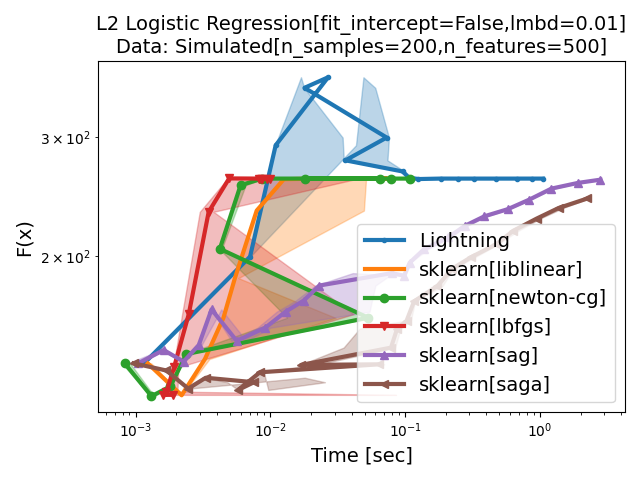 L2 Logistic Regression[fit_intercept=False,lmbd=0.01]
Data: Simulated[n_samples=200,n_features=500]
F(x)
3 × 10²
2 × 10²
Lightning
sklearn[liblinear]
sklearn[newton-cg]
sklearn[lbfgs]
sklearn[sag]
sklearn[saga]
10⁻³ 10⁻² 10⁻¹ 10⁰
Time [sec]